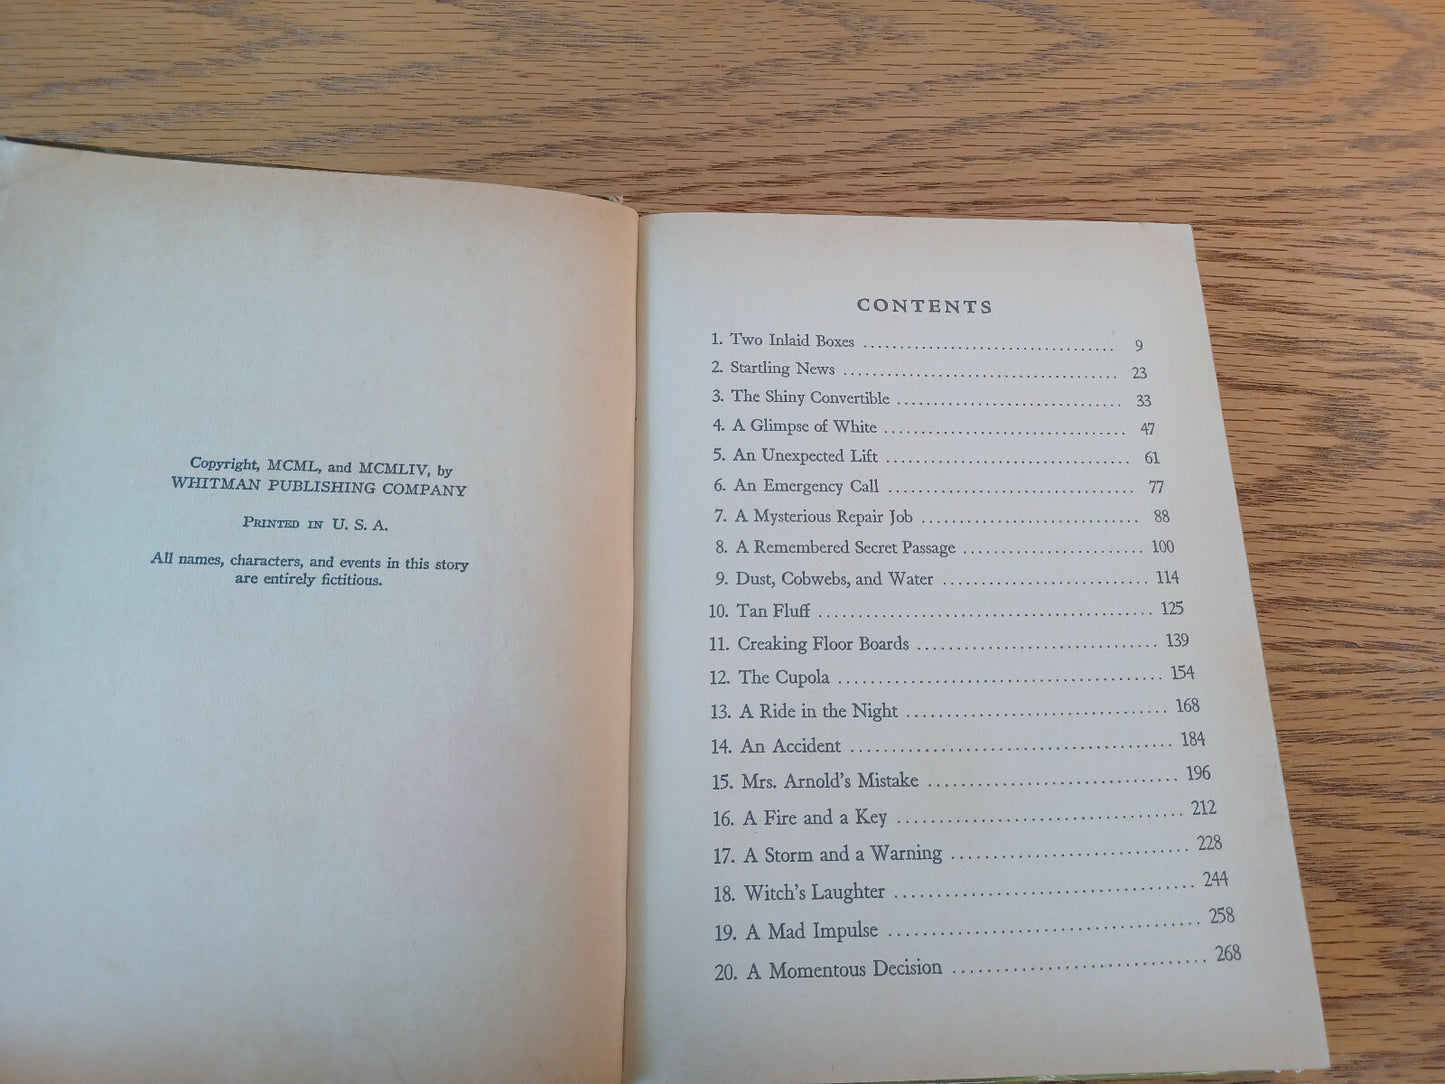 Copyright, MCML, and MCMLIV, by
WHITMAN PUBLISHING COMPANY
PRINTED IN U. S. A.
All names, characters, and events in this story
are entirely fictitious.
CONTENTS
1. Two Inlaid Boxes .................................. 9
2. Startling News .................................... 23
3. The Shiny Convertible ............................. 33
4. A Glimpse of White ................................ 47
5. An Unexpected Lift ................................ 61
6. An Emergency Call ................................. 77
7. A Mysterious Repair Job ........................... 88
8. A Remembered Secret Passage ....................... 100
9. Dust, Cobwebs, and Water .......................... 114
10. Tan Fluff ........................................ 125
11. Creaking Floor Boards ............................ 139
12. The Cupola ....................................... 154
13. A Ride in the Night .............................. 168
14. An Accident ...................................... 184
15. Mrs. Arnold's Mistake ............................ 196
16. A Fire and a Key ................................. 212
17. A Storm and a Warning ............................ 228
18. Witch's Laughter ................................. 244
19. A Mad Impulse .................................... 258
20. A Momentous Decision ............................. 268